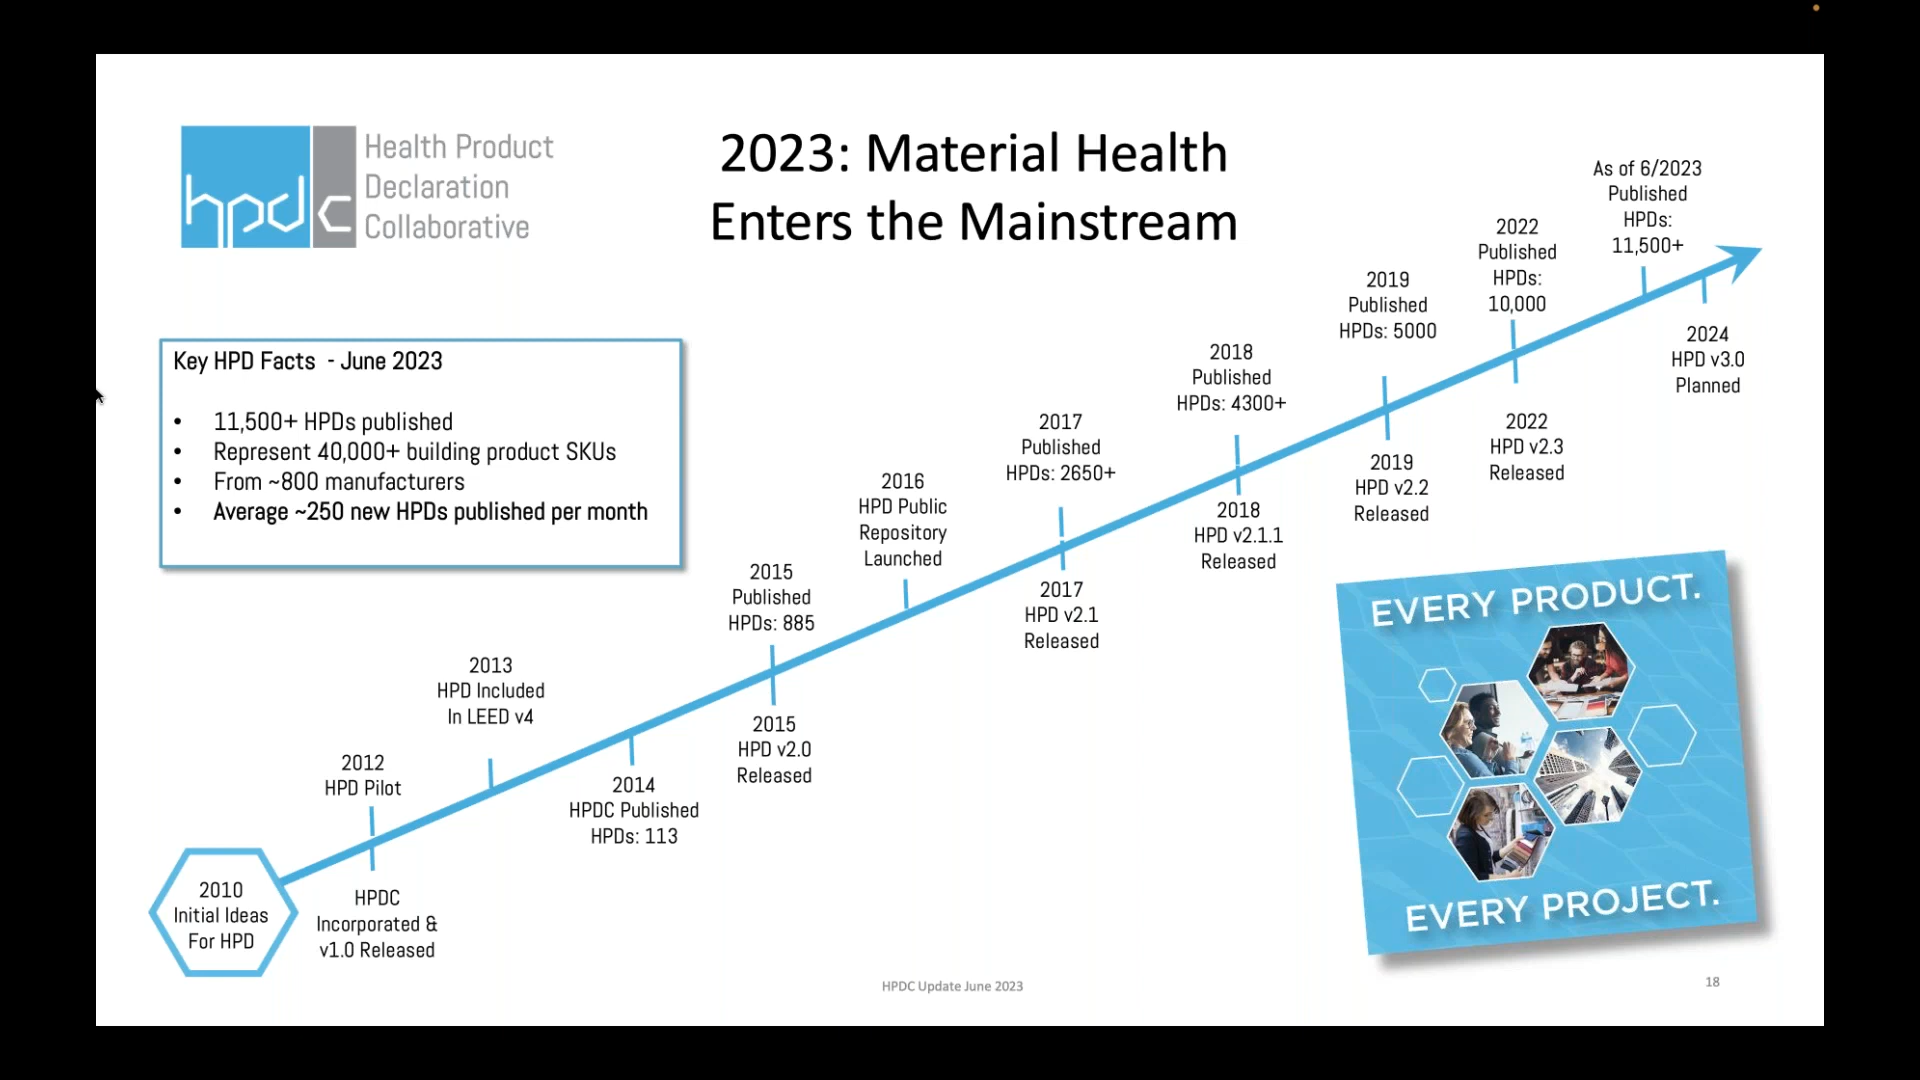 hpdc
Health Product
Declaration
Collaborative
2023: Material Health
Enters the Mainstream
Key HPD Facts - June 2023
• 11,500+ HPDs published
• Represent 40,000+ building product SKUs
• From ~800 manufacturers
• Average ~250 new HPDs published per month
2010
Initial Ideas
For HPD
2012
HPD Pilot
HPDC
Incorporated &
v1.0 Released
2013
HPD Included
In LEED v4
2014
HPDC Published
HPDs: 113
2015
Published
HPDs: 885
2015
HPD v2.0
Released
2016
HPD Public
Repository
Launched
2017
Published
HPDs: 2650+
2017
HPD v2.1
Released
2018
Published
HPDs: 4300+
2018
HPD v2.1.1
Released
2019
Published
HPDs: 5000
2019
HPD v2.2
Released
2022
Published
HPDs:
10,000
2022
HPD v2.3
Released
As of 6/2023
Published
HPDs:
11,500+
2024
HPD v3.0
Planned
EVERY PRODUCT.
EVERY PROJECT.
HPDC Update June 2023
18